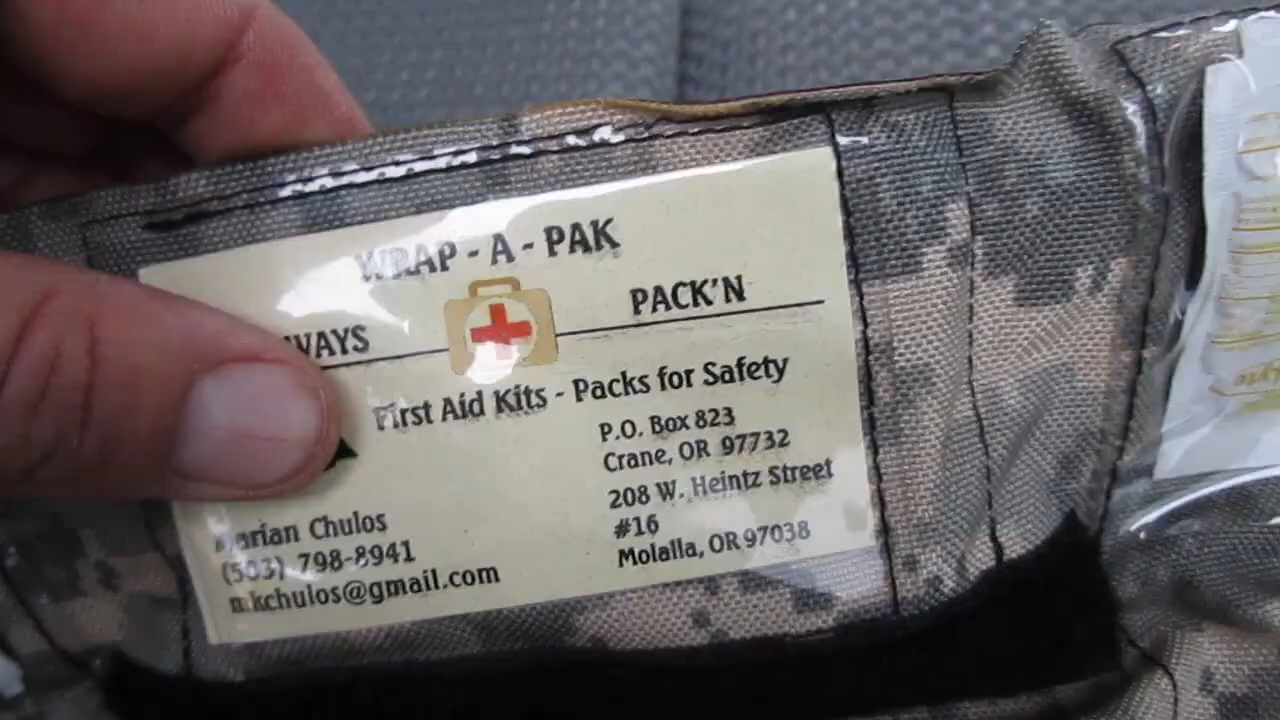 WRAP - A - PAK
WAYS
PACK'N
First Aid Kits - Packs for Safety
P.O. Box 823
Crane, OR 97732
208 W. Heintz Street
#16
Molalla, OR 97038
Marian Chulos
(503) 798-8941
mkchulos@gmail.com